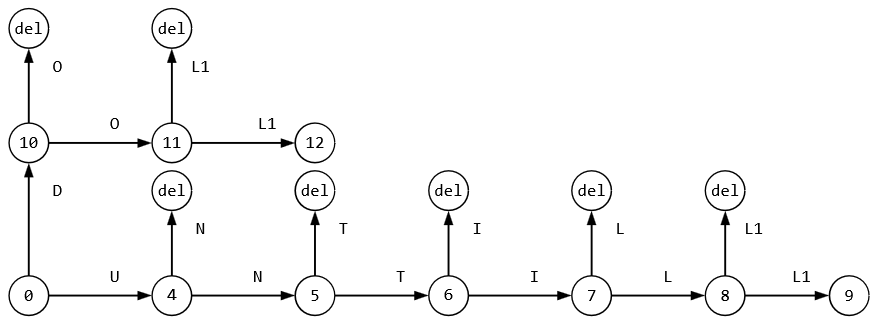 del del
O L1
O L1
10 11 12
D del del del del del
N T I L L1
U N T I L L1
0 4 5 6 7 8 9